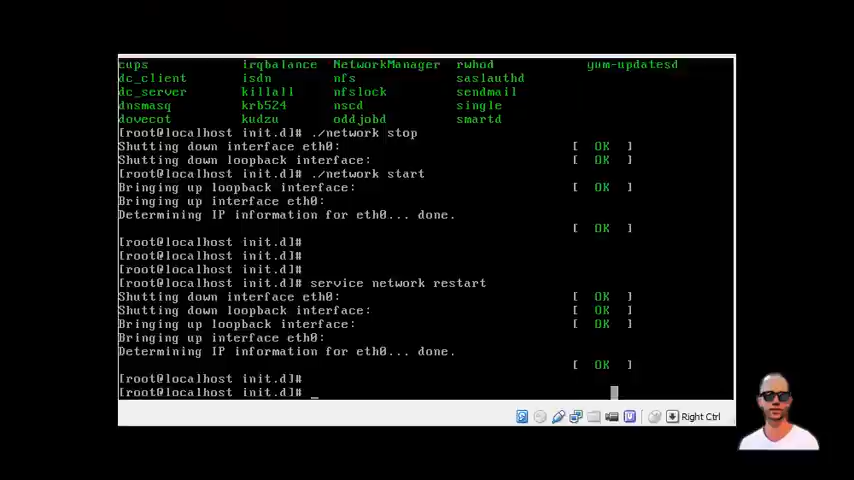 cups irqbalance NetworkManager rwhod yum-updatesd
dc_client isdn nfs saslauthd
dc_server killall nfslock sendmail
dnsmasq krb524 nscd single
dovecot kudzu oddjobd smartd
[root@localhost init.d]# ./network stop
Shutting down interface eth0: [ OK ]
Shutting down loopback interface: [ OK ]
[root@localhost init.d]# ./network start
Bringing up loopback interface: [ OK ]
Bringing up interface eth0:
Determining IP information for eth0... done.
[ OK ]
[root@localhost init.d]#
[root@localhost init.d]#
[root@localhost init.d]#
[root@localhost init.d]# service network restart
Shutting down interface eth0: [ OK ]
Shutting down loopback interface: [ OK ]
Bringing up loopback interface: [ OK ]
Bringing up interface eth0:
Determining IP information for eth0... done.
[ OK ]
[root@localhost init.d]#
[root@localhost init.d]# _
Right Ctrl